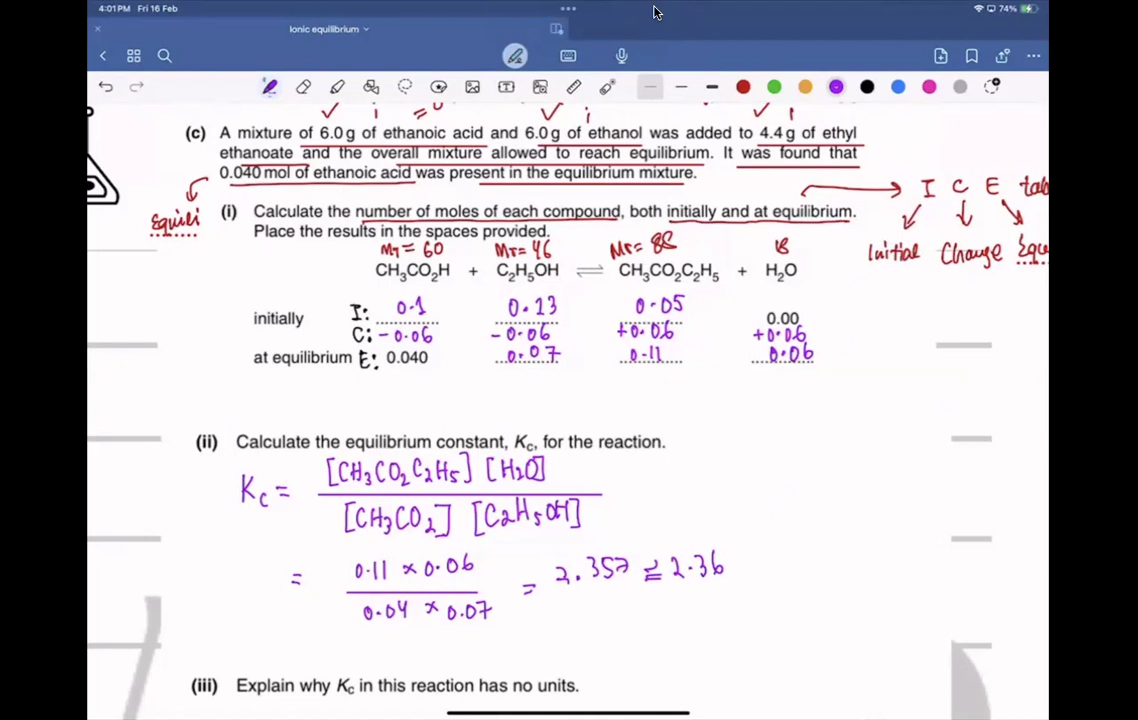 4:01PM Fri 16 Feb
74%
Ionic equilibrium
(c) A mixture of 6.0 g of ethanoic acid and 6.0 g of ethanol was added to 4.4 g of ethyl
ethanoate and the overall mixture allowed to reach equilibrium. It was found that
0.040 mol of ethanoic acid was present in the equilibrium mixture.
I C E tab
Equili
(i) Calculate the number of moles of each compound, both initially and at equilibrium.
Place the results in the spaces provided.
Initial Change Equ
Mr = 60 Mr = 46 Mr = 88 18
CH₃CO₂H + C₂H₅OH ⇌ CH₃CO₂C₂H₅ + H₂O
initially I: 0.1 0.13 0.05 0.00
C: - 0.06 - 0.06 +0.06 +0.06
at equilibrium E: 0.040 0.07 0.11 0.06
(ii) Calculate the equilibrium constant, Kc, for the reaction.
Kc = [CH3CO2C2H5] [H2O]
[CH3CO2] [C2H5OH]
= 0.11 × 0.06 = 2.357 ≅ 2.36
0.04 × 0.07
(iii) Explain why Kc in this reaction has no units.